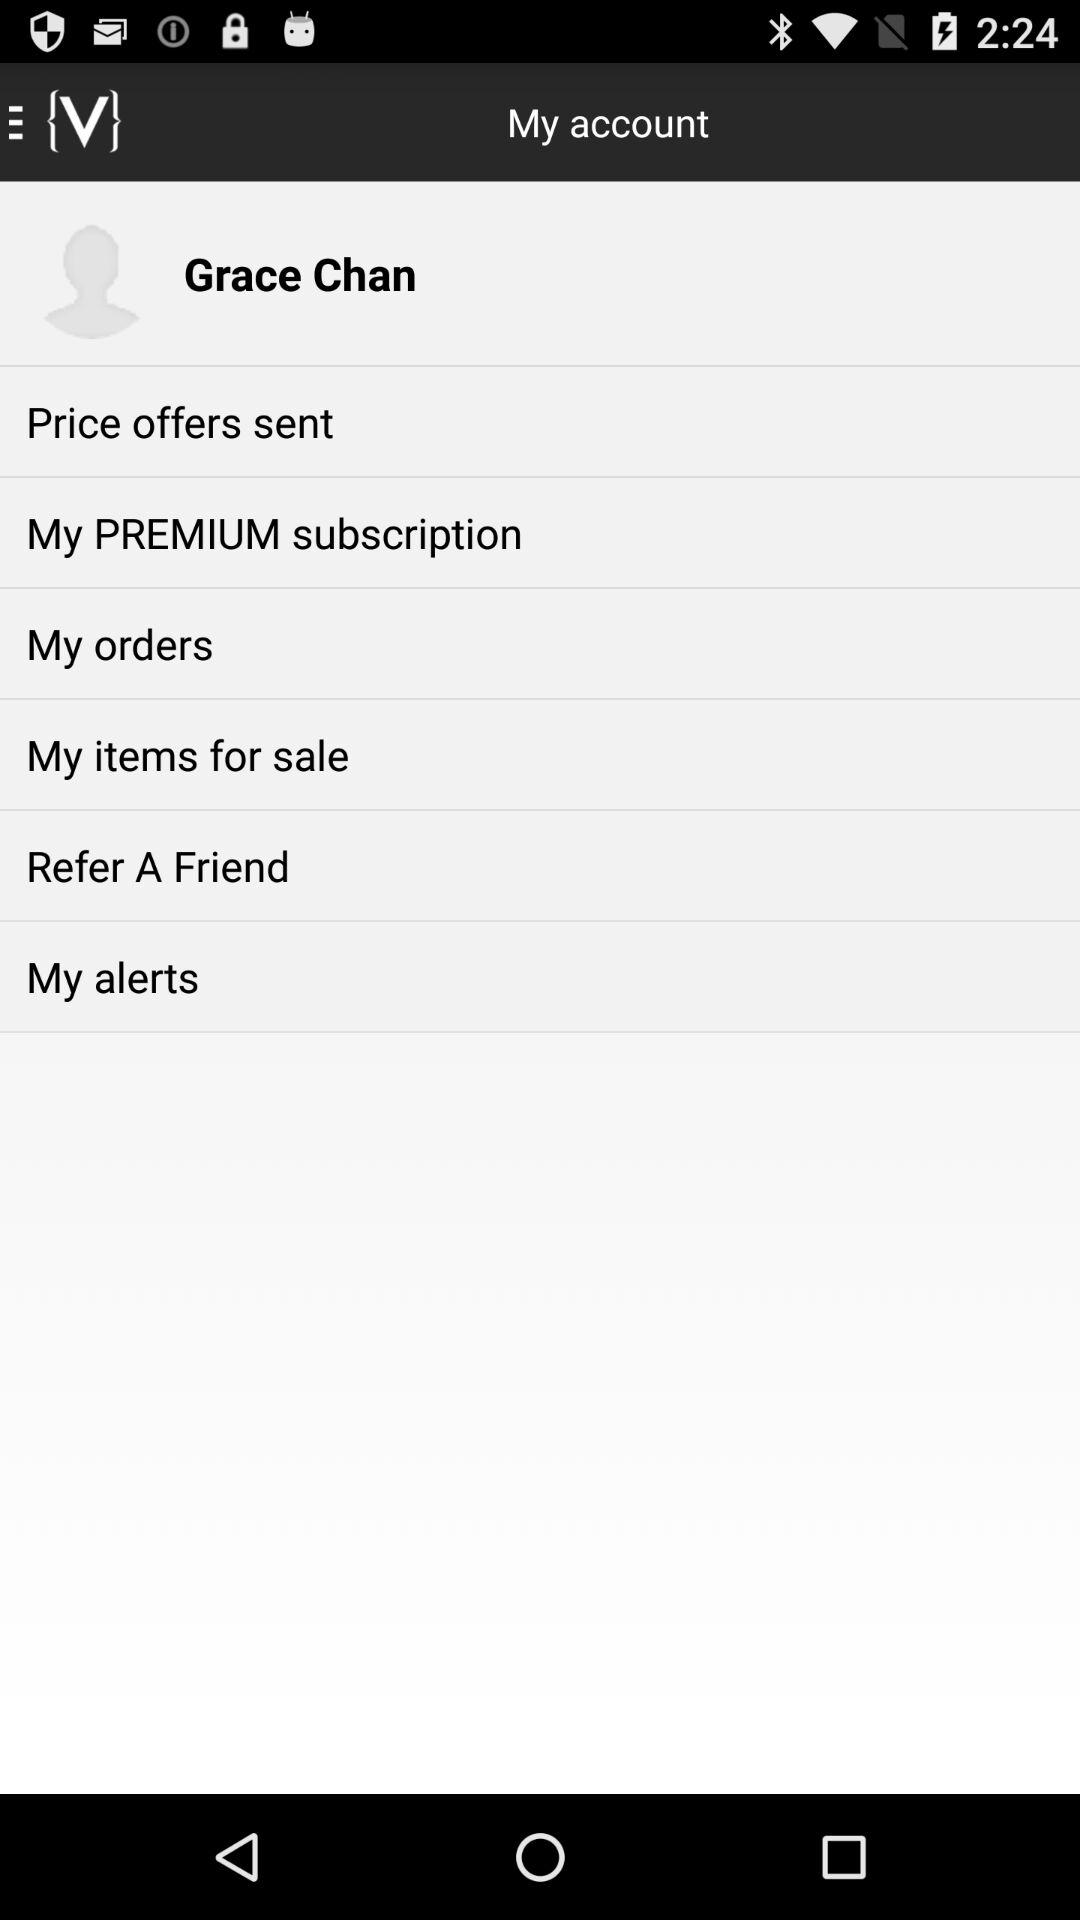 2:24
{V}
My account
Grace Chan
Price offers sent
My PREMIUM subscription
My orders
My items for sale
Refer A Friend
My alerts